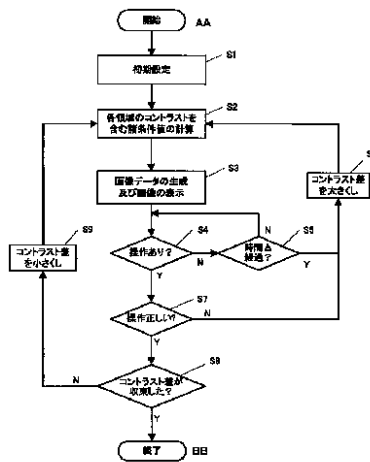 開始 AA
S1
初期設定
S2
各領域のコントラストを
含む諸条件値の計算
S3
画像データの生成
及び画像の表示
S
コントラスト差
を大さくし
S9
コントラスト差
を小さくし
S4
操作あり?
N
Y
S5
時間Δ
経過?
N
Y
S7
操作正しい?
N
Y
S8
コントラスト差が
収束した?
N
Y
終了 BB